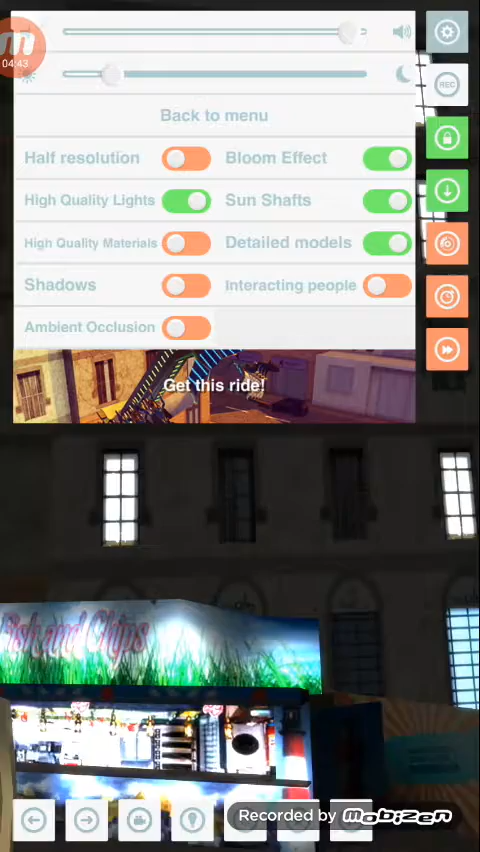 04:43
REC
Back to menu
Half resolution
Bloom Effect
High Quality Lights
Sun Shafts
High Quality Materials
Detailed models
Shadows
Interacting people
Ambient Occlusion
Get this ride!
Fish and Chips
Recorded by Mobizen